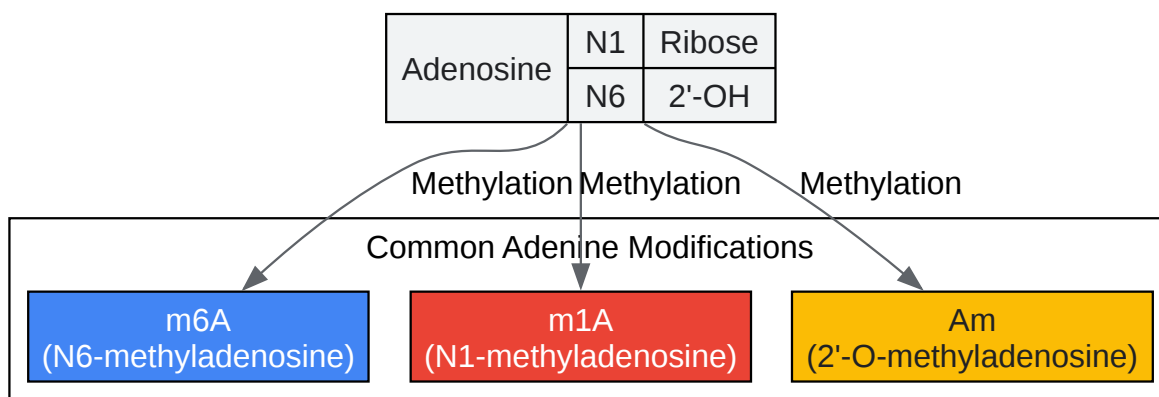 Adenosine
N1
Ribose
N6
2'-OH
Methylation
Methylation
Methylation
Common Adenine Modifications
m6A
(N6-methyladenosine)
m1A
(N1-methyladenosine)
Am
(2'-O-methyladenosine)